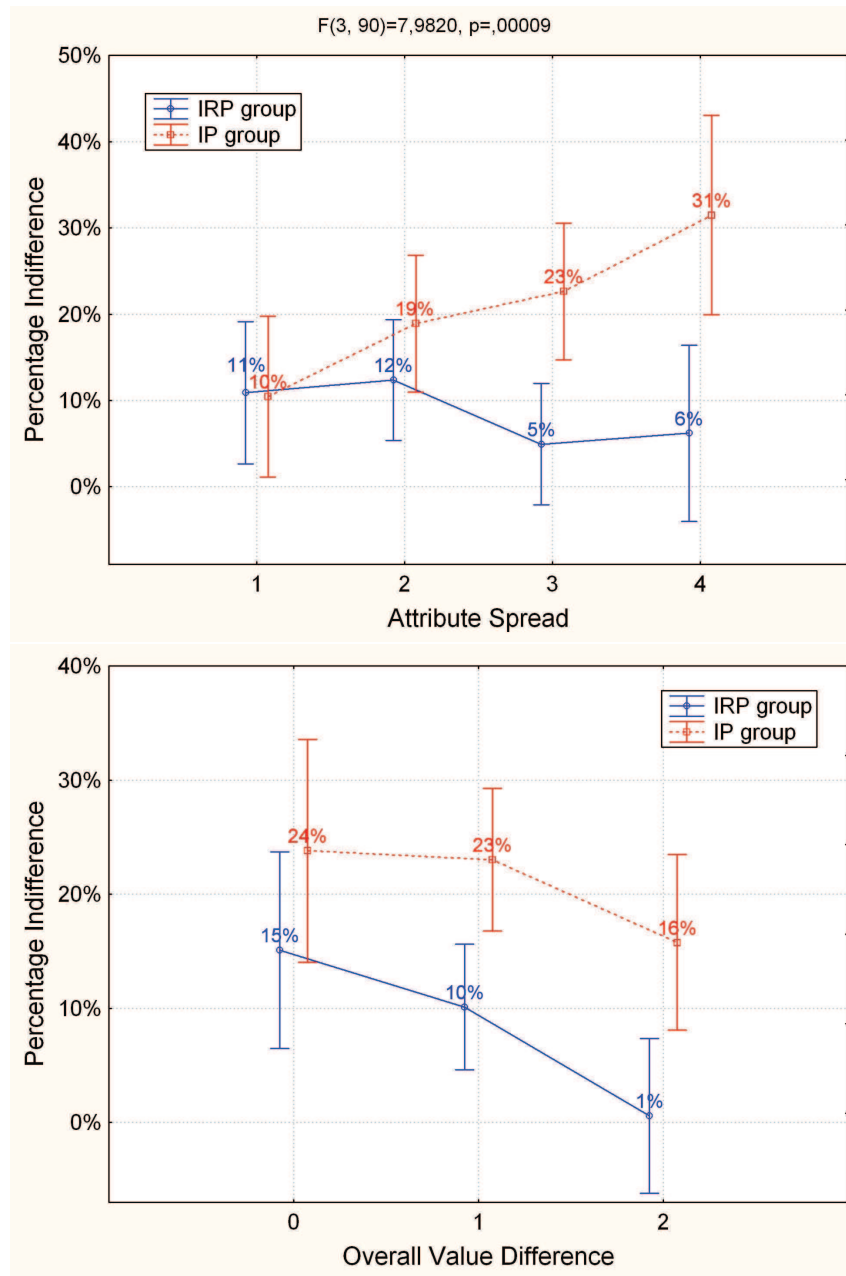 F(3, 90)=7,9820, p=,00009
50%
40%
30%
20%
10%
0%
Percentage Indifference
IRP group
IP group
11%
10%
12%
19%
5%
23%
6%
31%
1 2 3 4
Attribute Spread
40%
30%
20%
10%
0%
Percentage Indifference
IRP group
IP group
15%
24%
10%
23%
1%
16%
0 1 2
Overall Value Difference